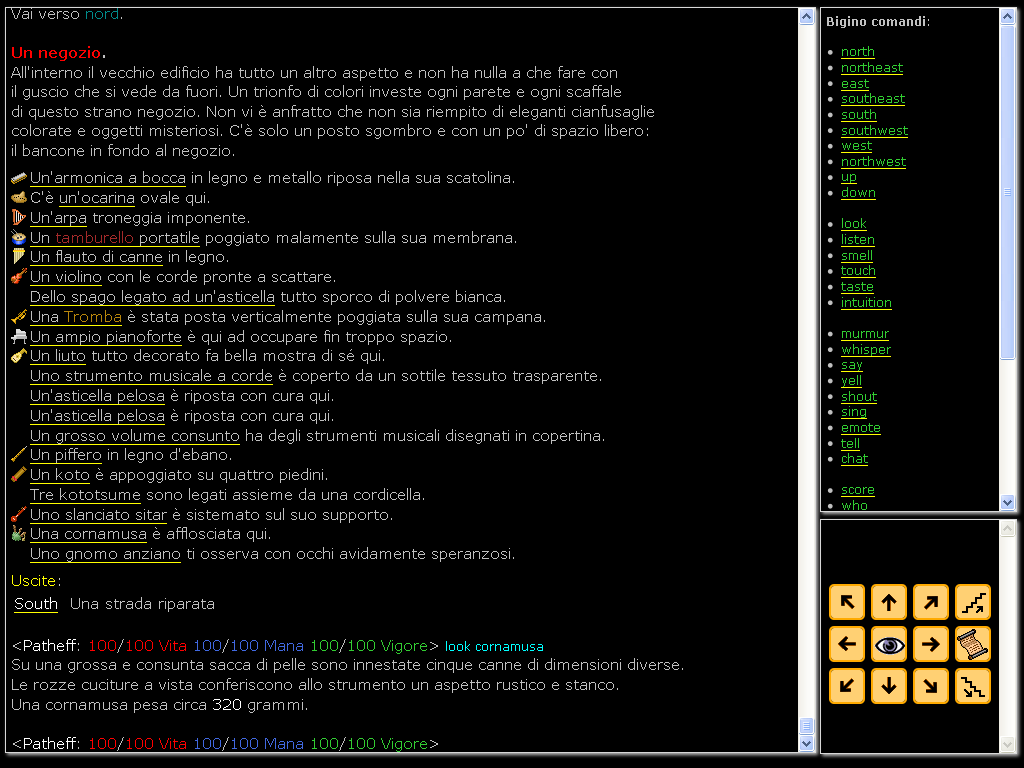 Vai verso nord.
Un negozio.
All'interno il vecchio edificio ha tutto un altro aspetto e non ha nulla a che fare con
il guscio che si vede da fuori. Un trionfo di colori investe ogni parete e ogni scaffale
di questo strano negozio. Non vi è anfratto che non sia riempito di eleganti cianfusaglie
colorate e oggetti misteriosi. C'è solo un posto sgombro e con un po' di spazio libero:
il bancone in fondo al negozio.
Un'armonica a bocca in legno e metallo riposa nella sua scatolina.
C'è un'ocarina ovale qui.
Un'arpa troneggia imponente.
Un tamburello portatile poggiato malamente sulla sua membrana.
Un flauto di canne in legno.
Un violino con le corde pronte a scattare.
Dello spago legato ad un'asticella tutto sporco di polvere bianca.
Una Tromba è stata posta verticalmente poggiata sulla sua campana.
Un ampio pianoforte è qui ad occupare fin troppo spazio.
Un liuto tutto decorato fa bella mostra di sé qui.
Uno strumento musicale a corde è coperto da un sottile tessuto trasparente.
Un'asticella pelosa è riposta con cura qui.
Un'asticella pelosa è riposta con cura qui.
Un grosso volume consunto ha degli strumenti musicali disegnati in copertina.
Un piffero in legno d'ebano.
Un koto è appoggiato su quattro piedini.
Tre kototsume sono legati assieme da una cordicella.
Uno slanciato sitar è sistemato sul suo supporto.
Una cornamusa è afflosciata qui.
Uno gnomo anziano ti osserva con occhi avidamente speranzosi.
Uscite:
South Una strada riparata
<Patheff: 100/100 Vita 100/100 Mana 100/100 Vigore> look cornamusa
Su una grossa e consunta sacca di pelle sono innestate cinque canne di dimensioni diverse.
Le rozze cuciture a vista conferiscono allo strumento un aspetto rustico e stanco.
Una cornamusa pesa circa 320 grammi.
<Patheff: 100/100 Vita 100/100 Mana 100/100 Vigore>
Bigino comandi:
north
northeast
east
southeast
south
southwest
west
northwest
up
down
look
listen
smell
touch
taste
intuition
murmur
whisper
say
yell
shout
sing
emote
tell
chat
score
who